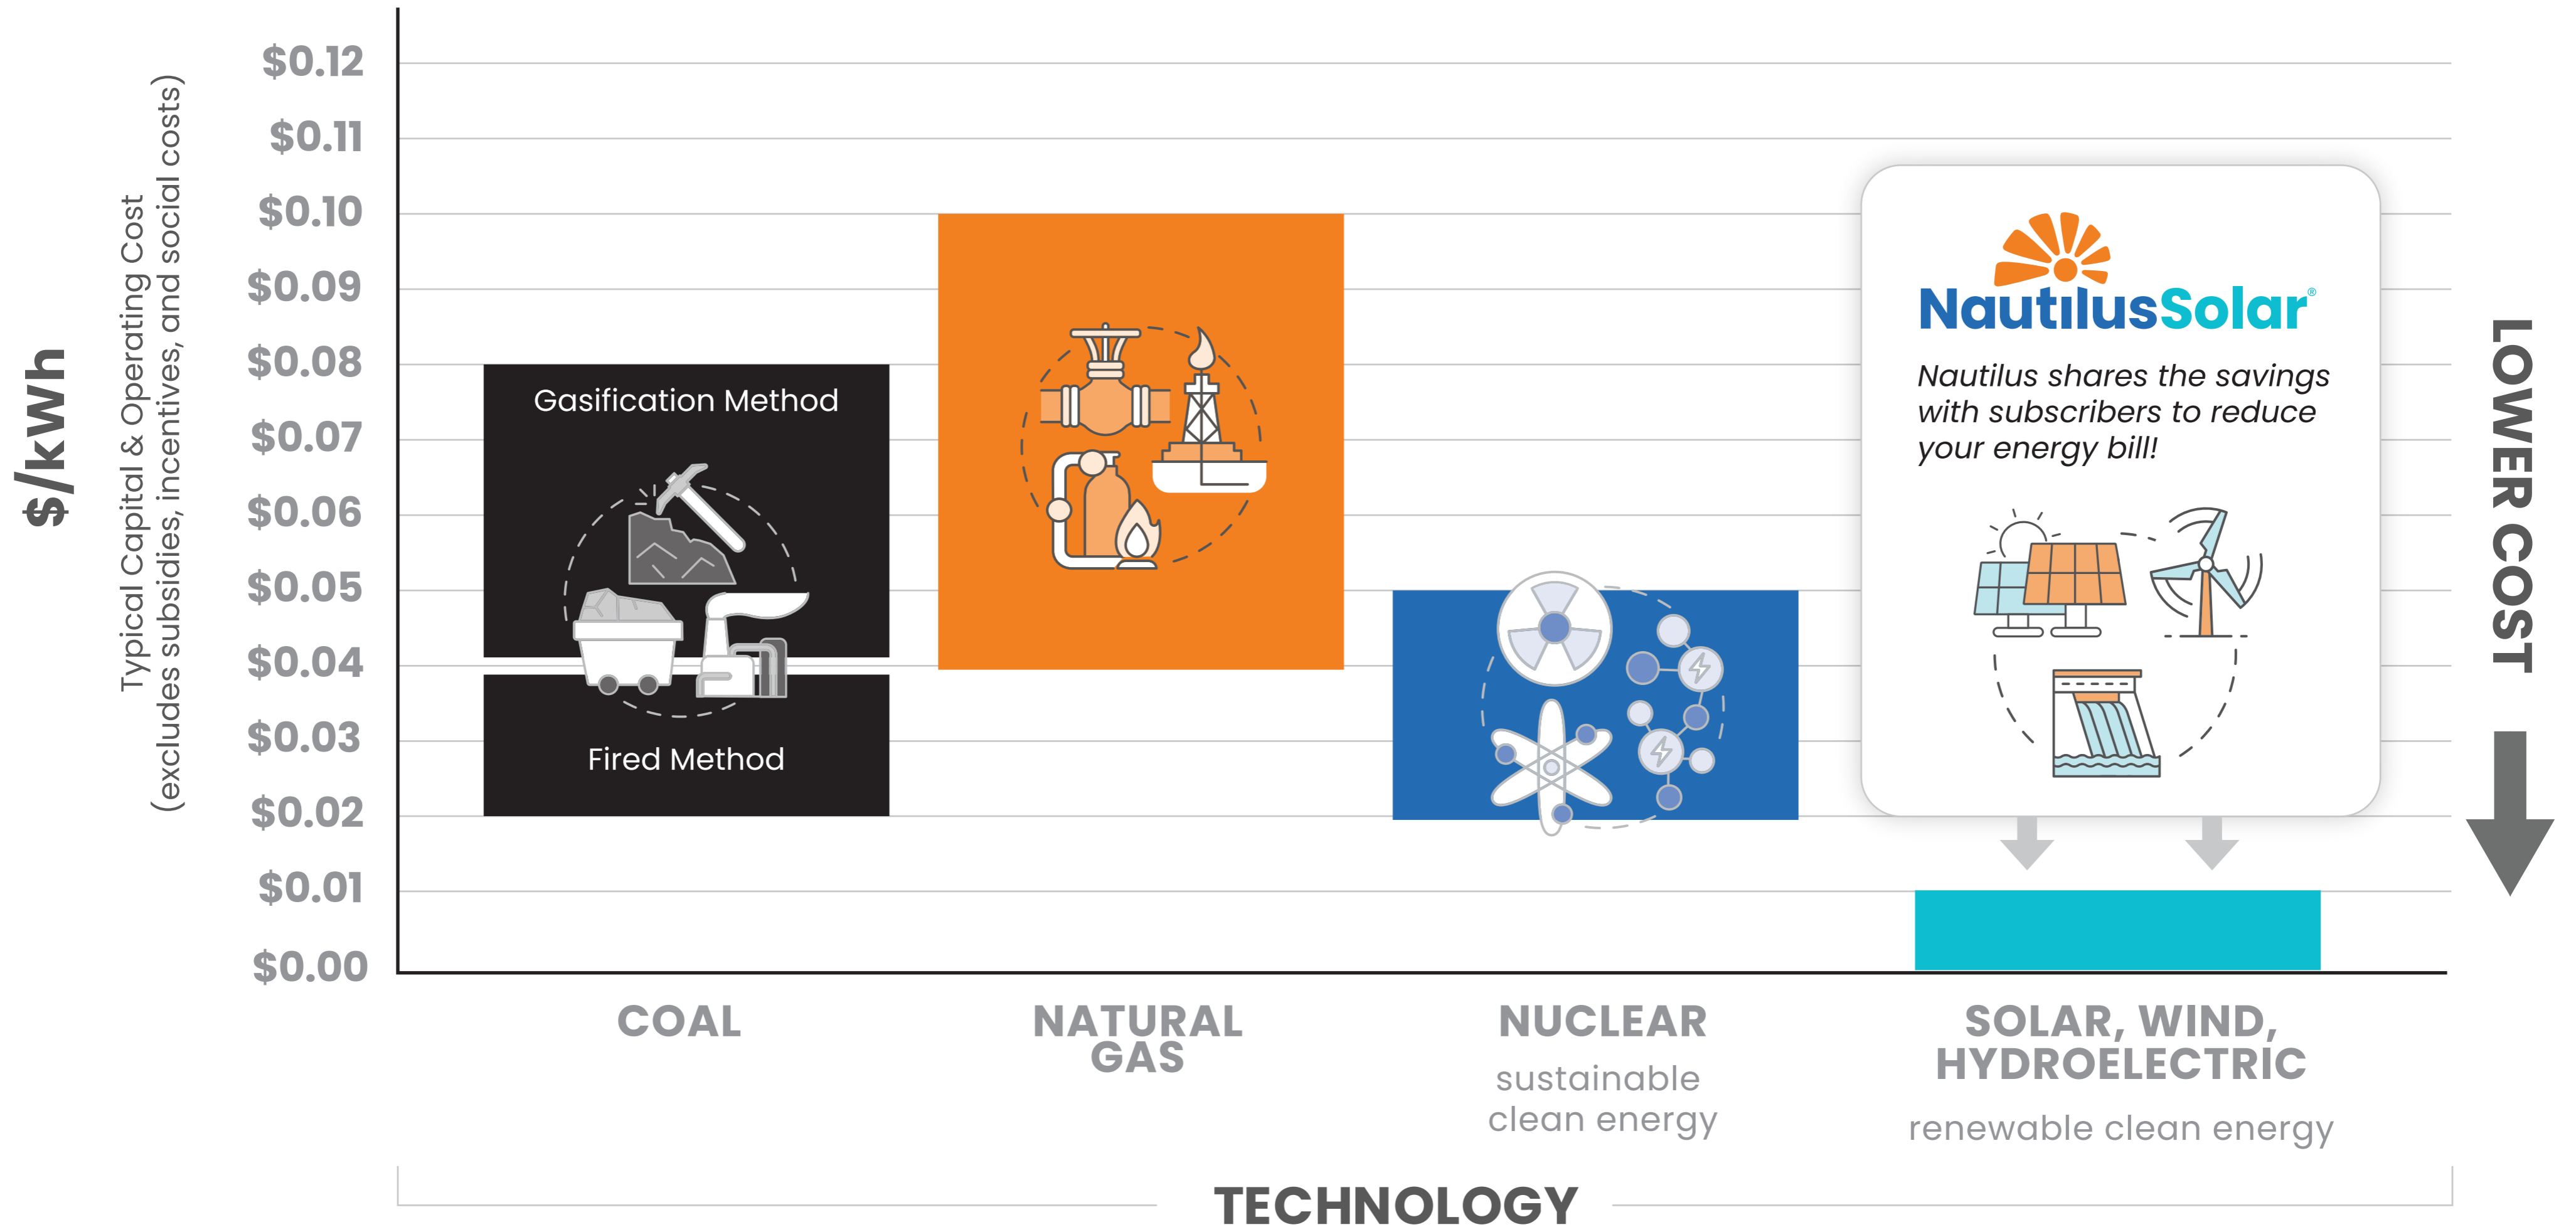 $/kWh
Typical Capital & Operating Cost
(excludes subsidies, incentives, and social costs)
$0.12
$0.11
$0.10
$0.09
$0.08
$0.07
$0.06
$0.05
$0.04
$0.03
$0.02
$0.01
$0.00
Gasification Method
Fired Method
NautilusSolar®
Nautilus shares the savings
with subscribers to reduce
your energy bill!
LOWER COST
COAL
NATURAL
GAS
NUCLEAR
sustainable
clean energy
SOLAR, WIND,
HYDROELECTRIC
renewable clean energy
TECHNOLOGY